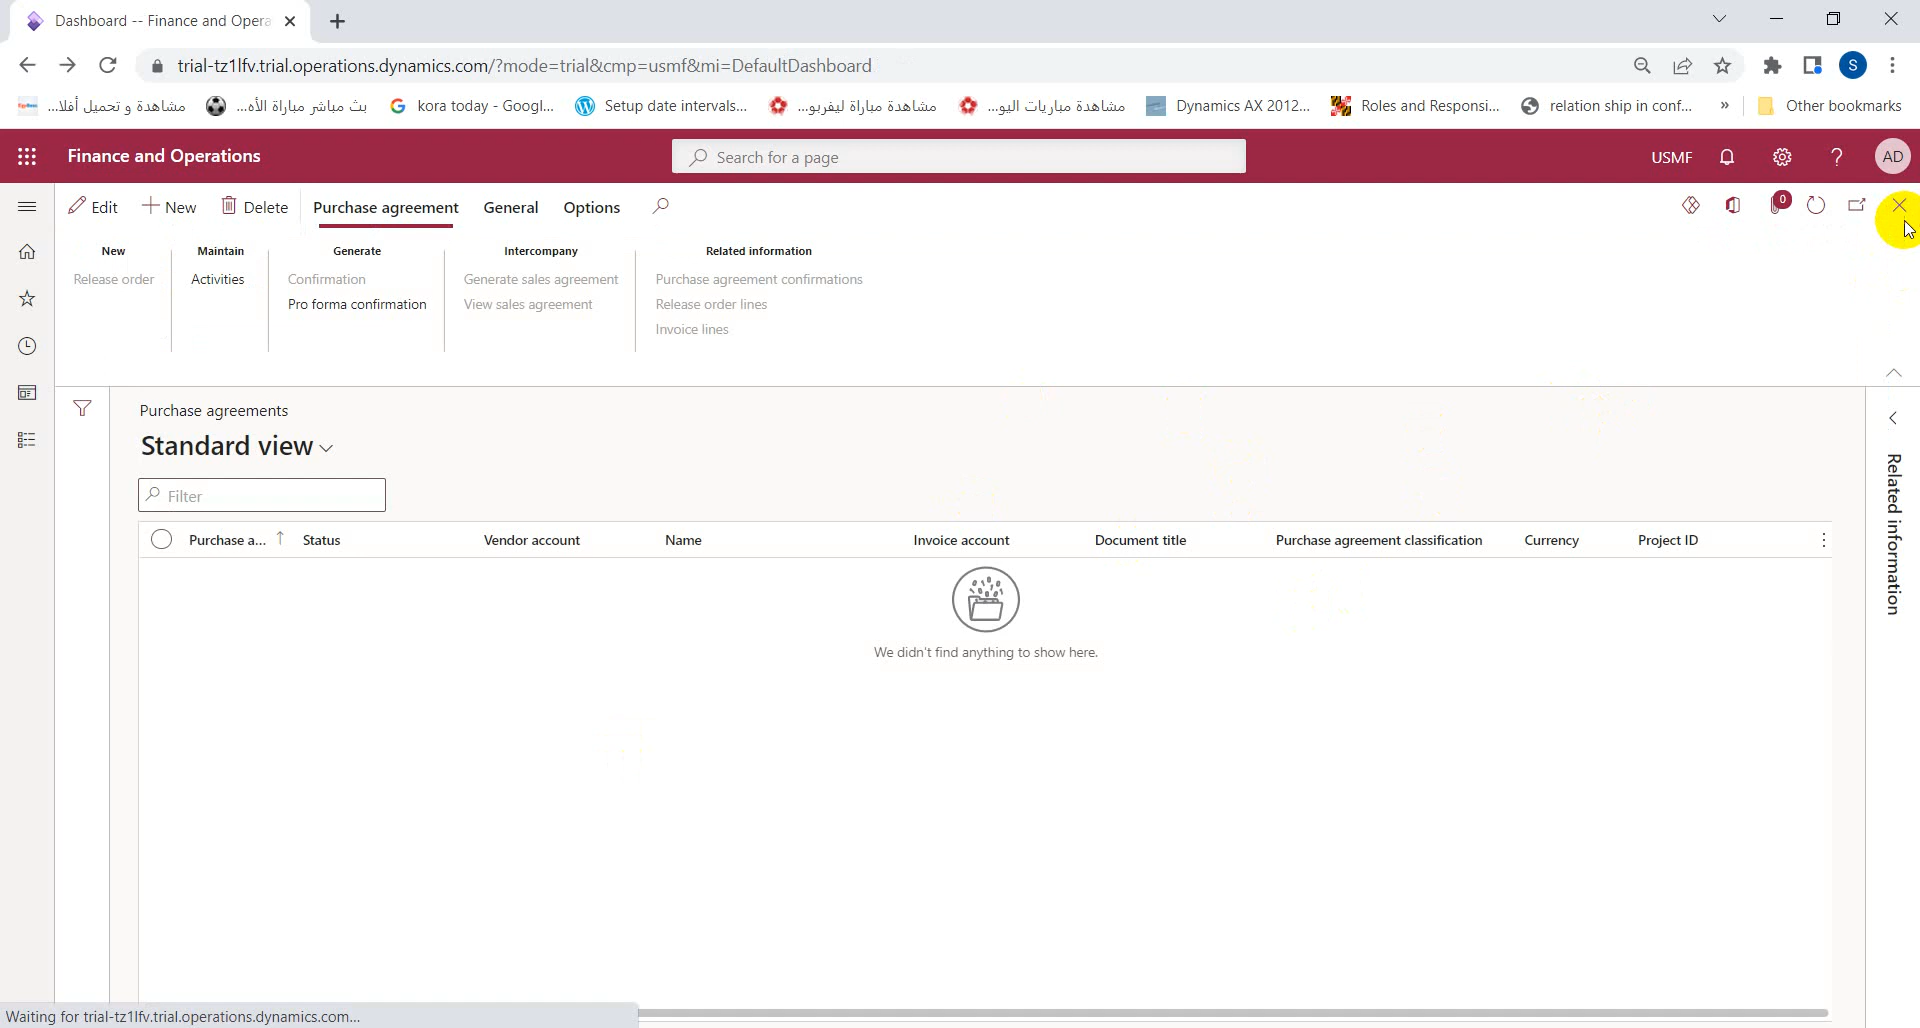 Dashboard -- Finance and Opera
trial-tz1lfv.trial.operations.dynamics.com/?mode=trial&cmp=usmf&mi=DefaultDashboard
S
مشاهدة و تحميل أفلا...
بث مباشر مباراة الأه...
kora today - Googl...
Setup date intervals...
مشاهدة مباراة ليفربو...
مشاهدة مباريات اليو...
Dynamics AX 2012...
Roles and Responsi...
relation ship in conf...
»
Other bookmarks
Finance and Operations
Search for a page
USMF
?
AD
Edit
New
Delete
Purchase agreement
General
Options
0
New
Maintain
Generate
Intercompany
Related information
Release order
Activities
Confirmation
Generate sales agreement
Purchase agreement confirmations
Pro forma confirmation
View sales agreement
Release order lines
Invoice lines
Purchase agreements
Standard view
Filter
Purchase a...
Status
Vendor account
Name
Invoice account
Document title
Purchase agreement classification
Currency
Project ID
We didn't find anything to show here.
Related information
Waiting for trial-tz1lfv.trial.operations.dynamics.com...